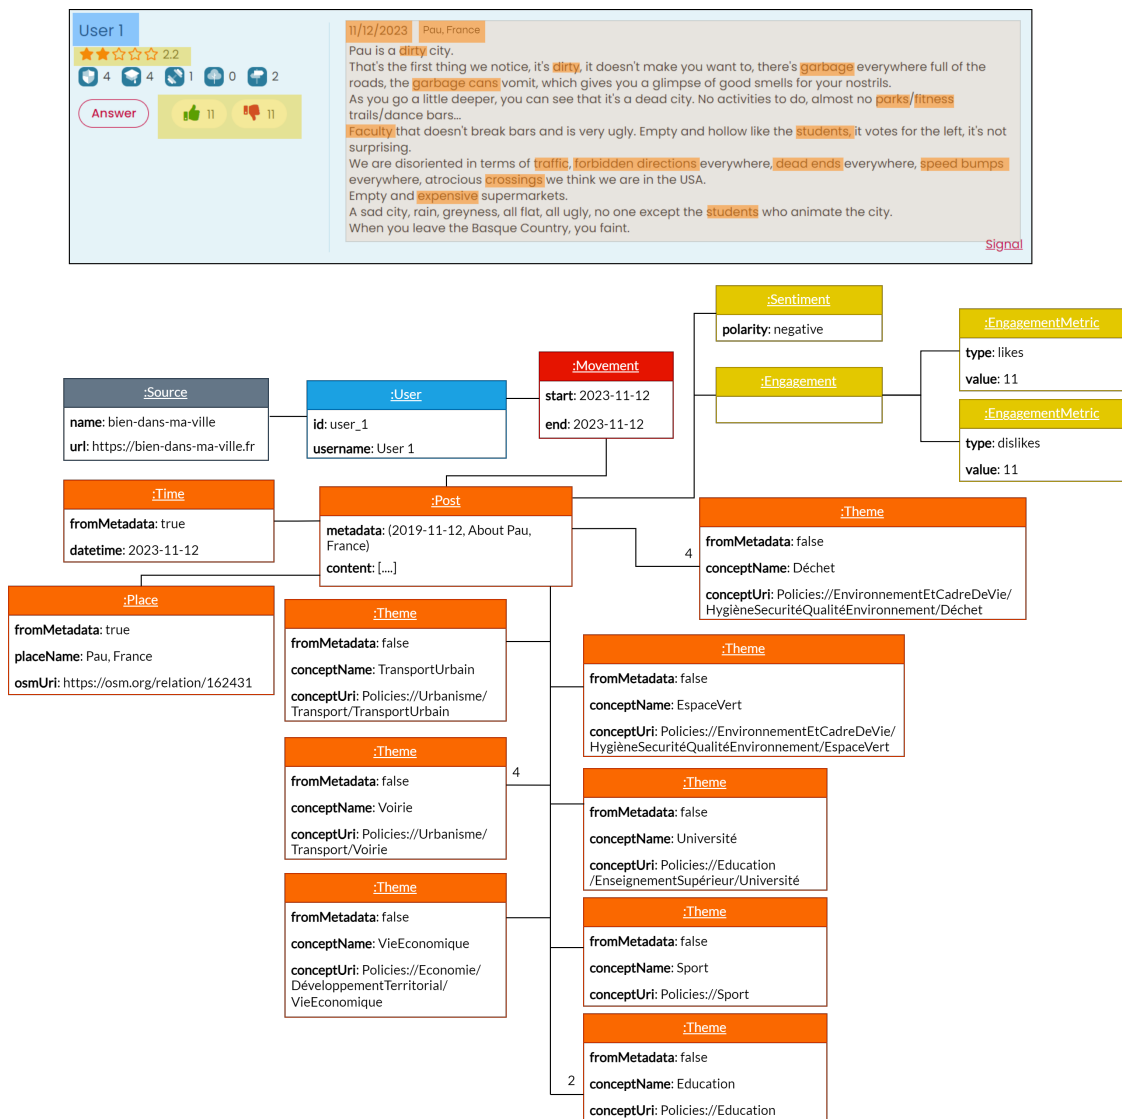 User 1
2.2
4 4 1 0 2
Answer
11 11
11/12/2023 Pau, France
Pau is a dirty city.
That's the first thing we notice, it's dirty, it doesn't make you want to, there's garbage everywhere full of the
roads, the garbage cans vomit, which gives you a glimpse of good smells for your nostrils.
As you go a little deeper, you can see that it's a dead city. No activities to do, almost no parks/fitness
trails/dance bars...
Faculty that doesn't break bars and is very ugly. Empty and hollow like the students, it votes for the left, it's not
surprising.
We are disoriented in terms of traffic, forbidden directions everywhere, dead ends everywhere, speed bumps
everywhere, atrocious crossings we think we are in the USA.
Empty and expensive supermarkets.
A sad city, rain, greyness, all flat, all ugly, no one except the students who animate the city.
When you leave the Basque Country, you faint.
Signal
:Sentiment
polarity: negative
:EngagementMetric
type: likes
value: 11
:Movement
start: 2023-11-12
end: 2023-11-12
:Engagement
:Source
name: bien-dans-ma-ville
url: https://bien-dans-ma-ville.fr
:User
id: user_1
username: User 1
:EngagementMetric
type: dislikes
value: 11
:Time
fromMetadata: true
datetime: 2023-11-12
:Post
metadata: (2019-11-12, About Pau,
France)
content: [....]
4
:Theme
fromMetadata: false
conceptName: Déchet
conceptUri: Policies://EnvironnementEtCadreDeVie/
HygièneSecuritéQualitéEnvironnement/Déchet
:Place
fromMetadata: true
placeName: Pau, France
osmUri: https://osm.org/relation/162431
:Theme
fromMetadata: false
conceptName: TransportUrbain
conceptUri: Policies://Urbanisme/
Transport/TransportUrbain
:Theme
fromMetadata: false
conceptName: EspaceVert
conceptUri: Policies://EnvironnementEtCadreDeVie/
HygièneSecuritéQualitéEnvironnement/EspaceVert
:Theme
fromMetadata: false
conceptName: Voirie
conceptUri: Policies://Urbanisme/
Transport/Voirie
4
:Theme
fromMetadata: false
conceptName: Université
conceptUri: Policies://Education
/EnseignementSupérieur/Université
:Theme
fromMetadata: false
conceptName: VieEconomique
conceptUri: Policies://Economie/
DéveloppementTerritorial/
VieEconomique
:Theme
fromMetadata: false
conceptName: Sport
conceptUri: Policies://Sport
2
:Theme
fromMetadata: false
conceptName: Education
conceptUri: Policies://Education